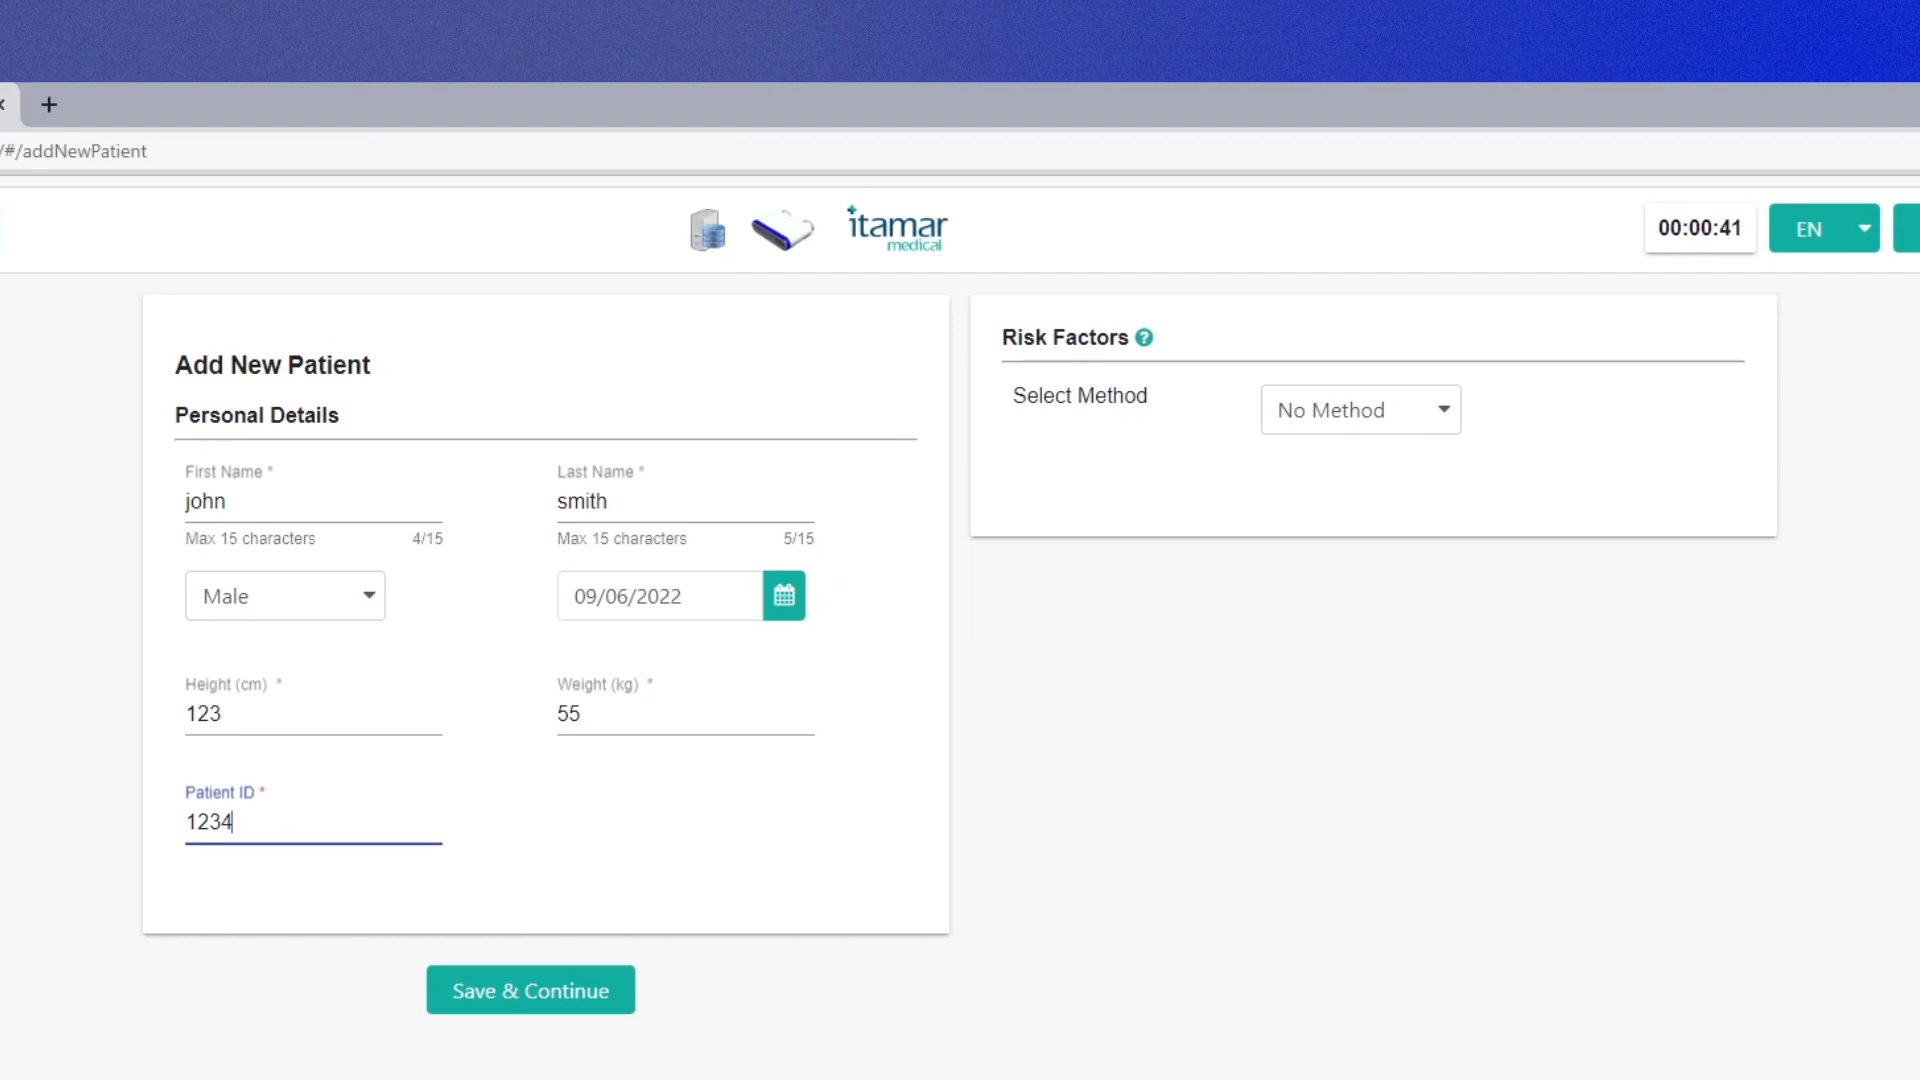 /#/addNewPatient
itamar
medical
00:00:41
EN
Add New Patient
Personal Details
First Name *
john
Max 15 characters 4/15
Last Name *
smith
Max 15 characters 5/15
Male
09/06/2022
Height (cm) *
123
Weight (kg) *
55
Patient ID *
1234
Save & Continue
Risk Factors ?
Select Method
No Method